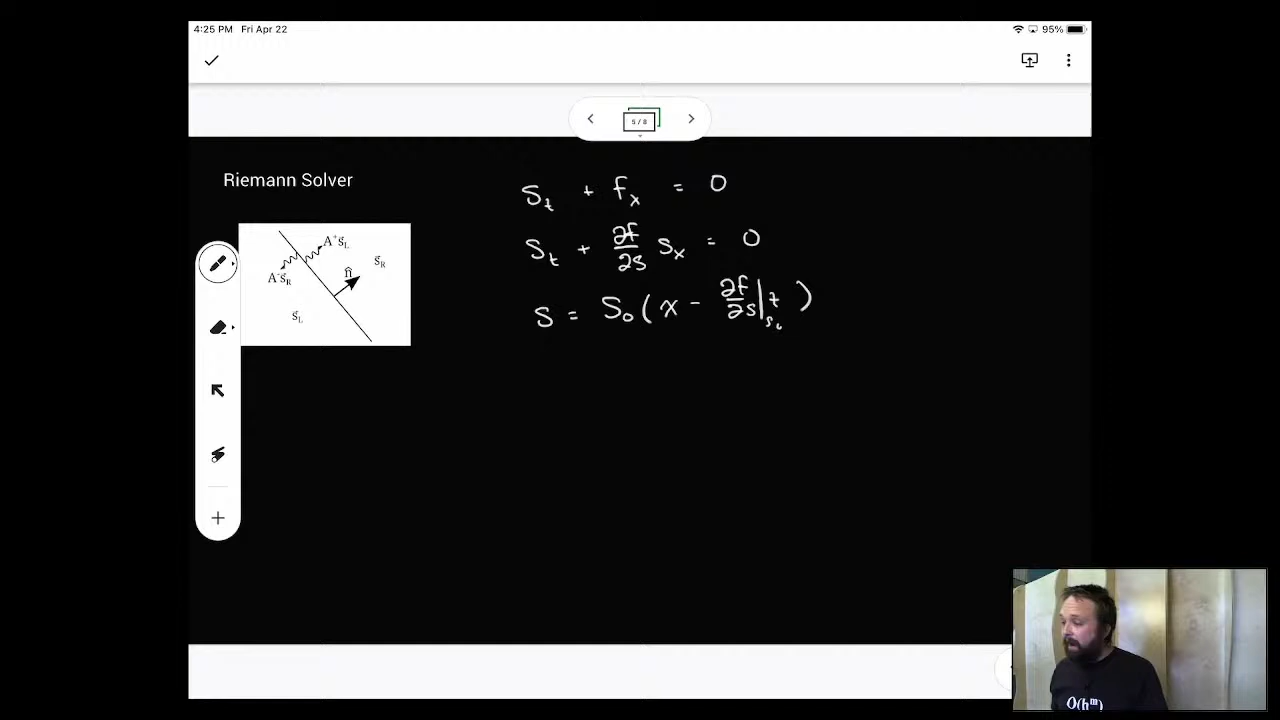 4:25 PM Fri Apr 22
95%
5 / 8
Riemann Solver
S_t + f_x = 0
S_t + ∂f/∂s S_x = 0
S = S_0 ( x - ∂f/∂s|_{s_0} t )
A⁺s⃗_L
s⃗_R
A⁻s⃗_R
n̂
s⃗_L
O(h^m)